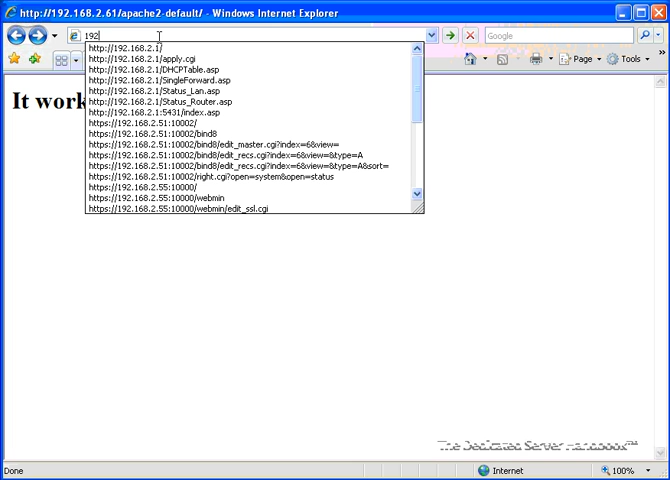 http://192.168.2.61/apache2-default/ - Windows Internet Explorer
192
Google
http://192.168.2.1/
http://192.168.2.1/apply.cgi
http://192.168.2.1/DHCPTable.asp
http://192.168.2.1/SingleForward.asp
http://192.168.2.1/Status_Lan.asp
http://192.168.2.1/Status_Router.asp
http://192.168.2.1:5431/index.asp
https://192.168.2.51:10002/
https://192.168.2.51:10002/bind8
https://192.168.2.51:10002/bind8/edit_master.cgi?index=6&view=
https://192.168.2.51:10002/bind8/edit_recs.cgi?index=6&view=&type=A
https://192.168.2.51:10002/bind8/edit_recs.cgi?index=6&view=&type=A&sort=
https://192.168.2.51:10002/right.cgi?open=system&open=status
https://192.168.2.55:10000/
https://192.168.2.55:10000/webmin
https://192.168.2.55:10000/webmin/edit_ssl.cgi
Page
Tools
It work
The Dedicated Server Handbook™
Done
Internet
100%